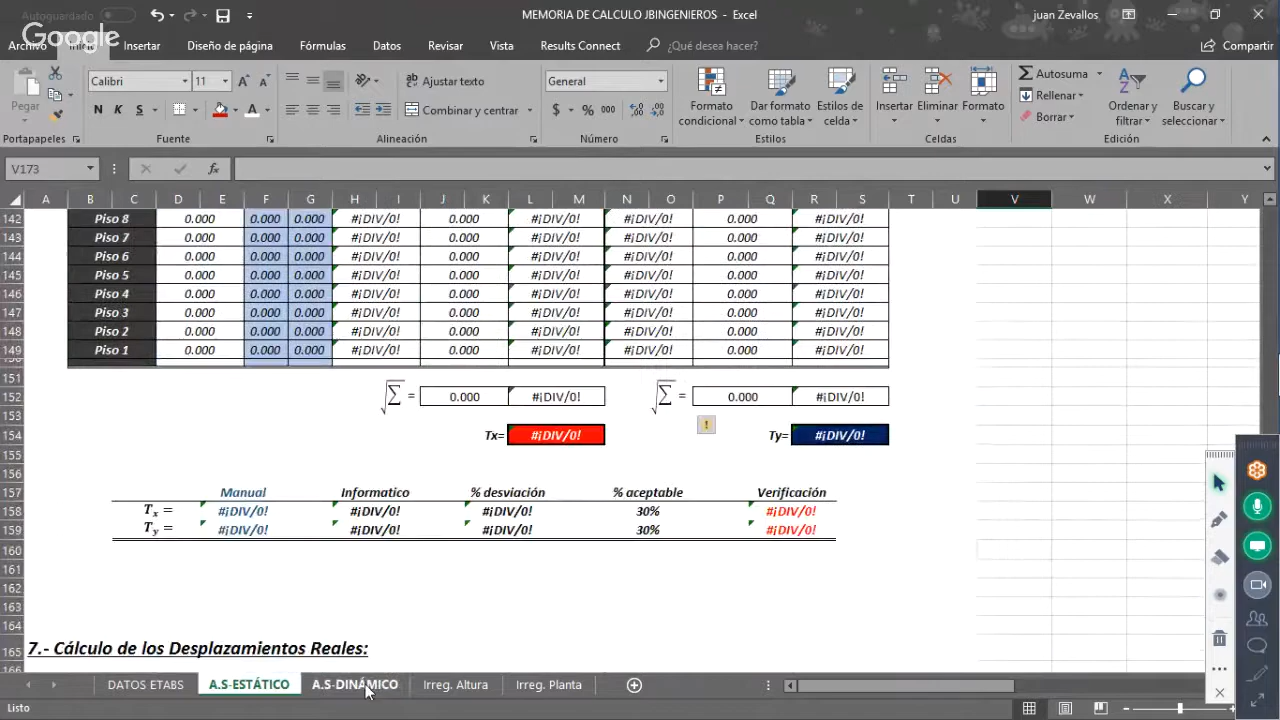 Autoguardado
MEMORIA DE CALCULO JBINGENIEROS - Excel
juan Zevallos
Google
Archivo Inicio Insertar Diseño de página Fórmulas Datos Revisar Vista Results Connect ¿Qué desea hacer? Compartir
Pegar
Calibri 11
N K S
Ajustar texto
Combinar y centrar
General
$ % 000
Formato condicional
Dar formato como tabla
Estilos de celda
Insertar Eliminar Formato
Autosuma
Rellenar
Borrar
Ordenar y filtrar
Buscar y seleccionar
Portapapeles Fuente Alineación Número Estilos Celdas Edición
V173 fx
A B C D E F G H I J K L M N O P Q R S T U V W X Y
142 Piso 8 0.000 0.000 0.000 #¡DIV/0! 0.000 #¡DIV/0! #¡DIV/0! 0.000 #¡DIV/0!
143 Piso 7 0.000 0.000 0.000 #¡DIV/0! 0.000 #¡DIV/0! #¡DIV/0! 0.000 #¡DIV/0!
144 Piso 6 0.000 0.000 0.000 #¡DIV/0! 0.000 #¡DIV/0! #¡DIV/0! 0.000 #¡DIV/0!
145 Piso 5 0.000 0.000 0.000 #¡DIV/0! 0.000 #¡DIV/0! #¡DIV/0! 0.000 #¡DIV/0!
146 Piso 4 0.000 0.000 0.000 #¡DIV/0! 0.000 #¡DIV/0! #¡DIV/0! 0.000 #¡DIV/0!
147 Piso 3 0.000 0.000 0.000 #¡DIV/0! 0.000 #¡DIV/0! #¡DIV/0! 0.000 #¡DIV/0!
148 Piso 2 0.000 0.000 0.000 #¡DIV/0! 0.000 #¡DIV/0! #¡DIV/0! 0.000 #¡DIV/0!
149 Piso 1 0.000 0.000 0.000 #¡DIV/0! 0.000 #¡DIV/0! #¡DIV/0! 0.000 #¡DIV/0!
151
152 √∑ = 0.000 #¡DIV/0! √∑ = 0.000 #¡DIV/0!
153
154 Tx= #¡DIV/0! Ty= #¡DIV/0!
155
156
157 Manual Informatico % desviación % aceptable Verificación
158 Tx = #¡DIV/0! #¡DIV/0! #¡DIV/0! 30% #¡DIV/0!
159 Ty = #¡DIV/0! #¡DIV/0! #¡DIV/0! 30% #¡DIV/0!
160
161
162
163
164
165 7.- Cálculo de los Desplazamientos Reales:
DATOS ETABS A.S-ESTÁTICO A.S-DINÁMICO Irreg. Altura Irreg. Planta
Listo